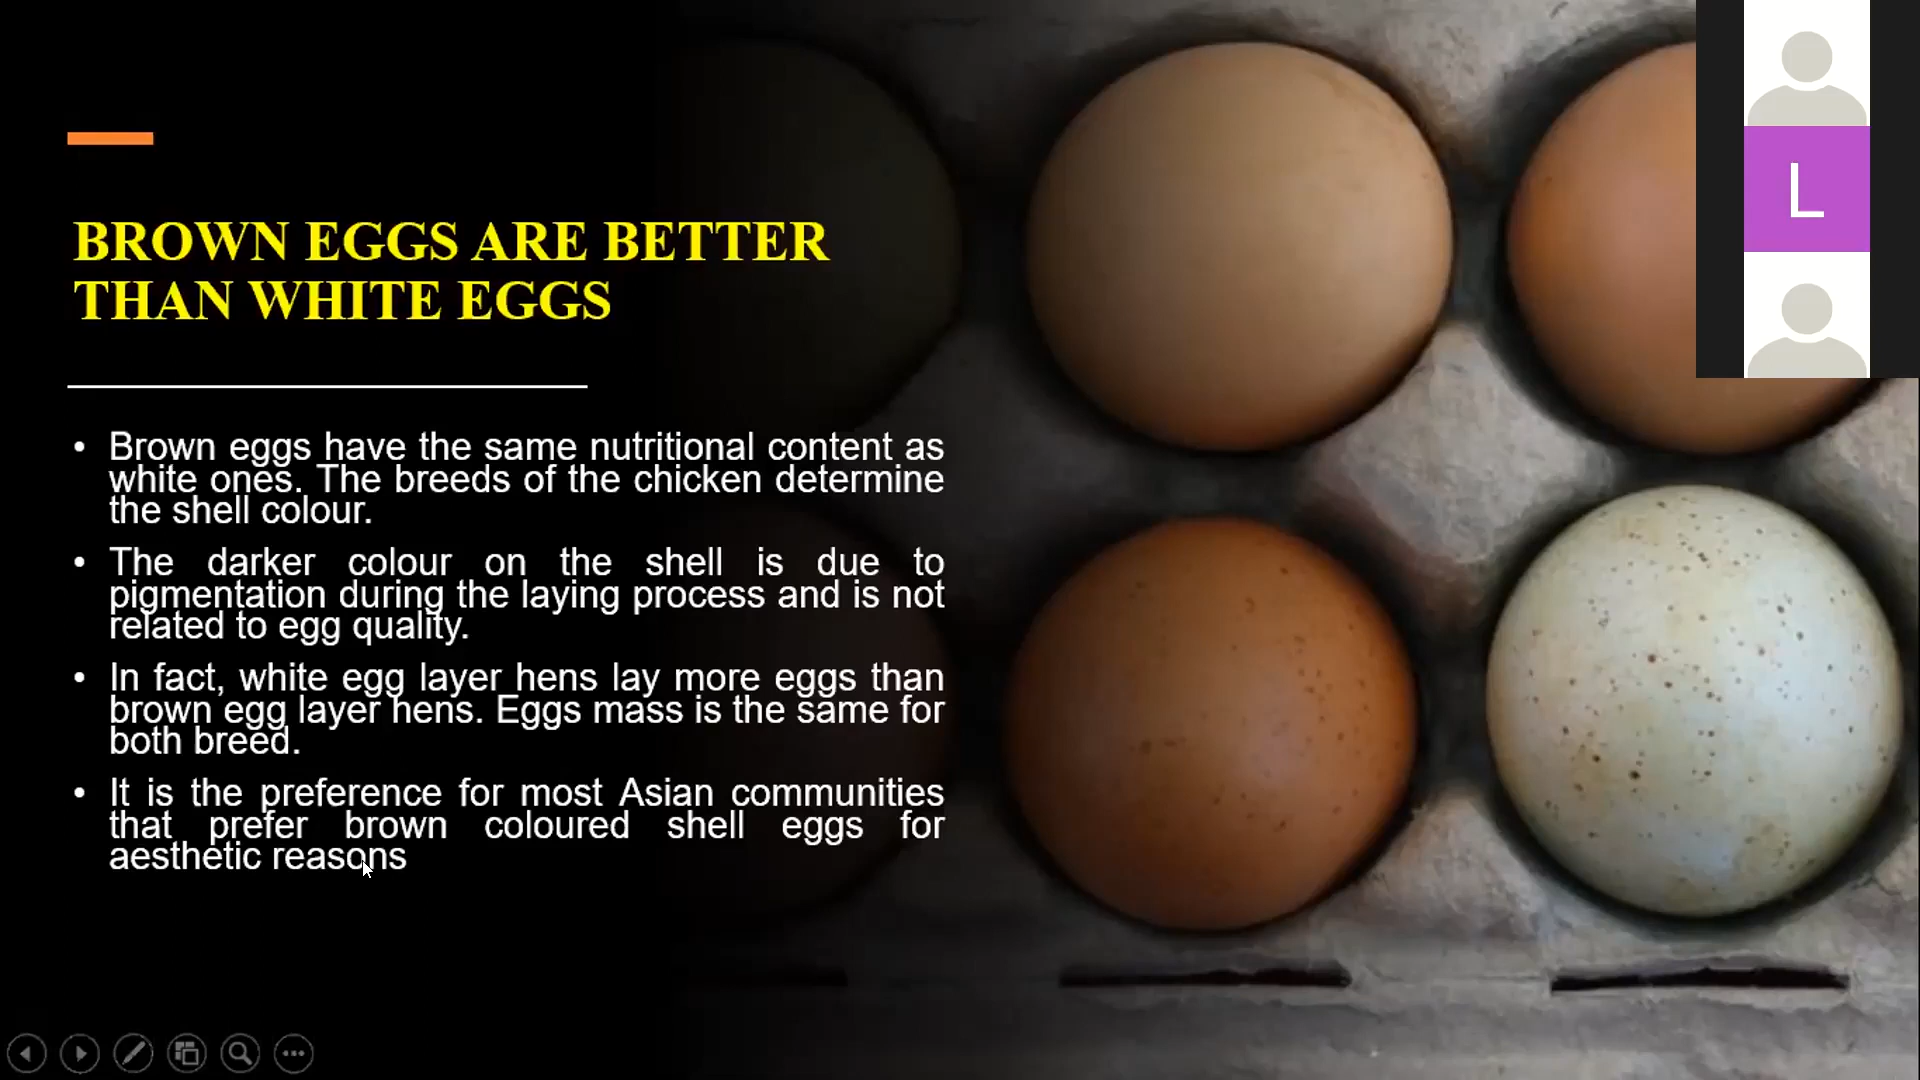 BROWN EGGS ARE BETTER
THAN WHITE EGGS
• Brown eggs have the same nutritional content as
white ones. The breeds of the chicken determine
the shell colour.
• The darker colour on the shell is due to
pigmentation during the laying process and is not
related to egg quality.
• In fact, white egg layer hens lay more eggs than
brown egg layer hens. Eggs mass is the same for
both breed.
• It is the preference for most Asian communities
that prefer brown coloured shell eggs for
aesthetic reasons
L